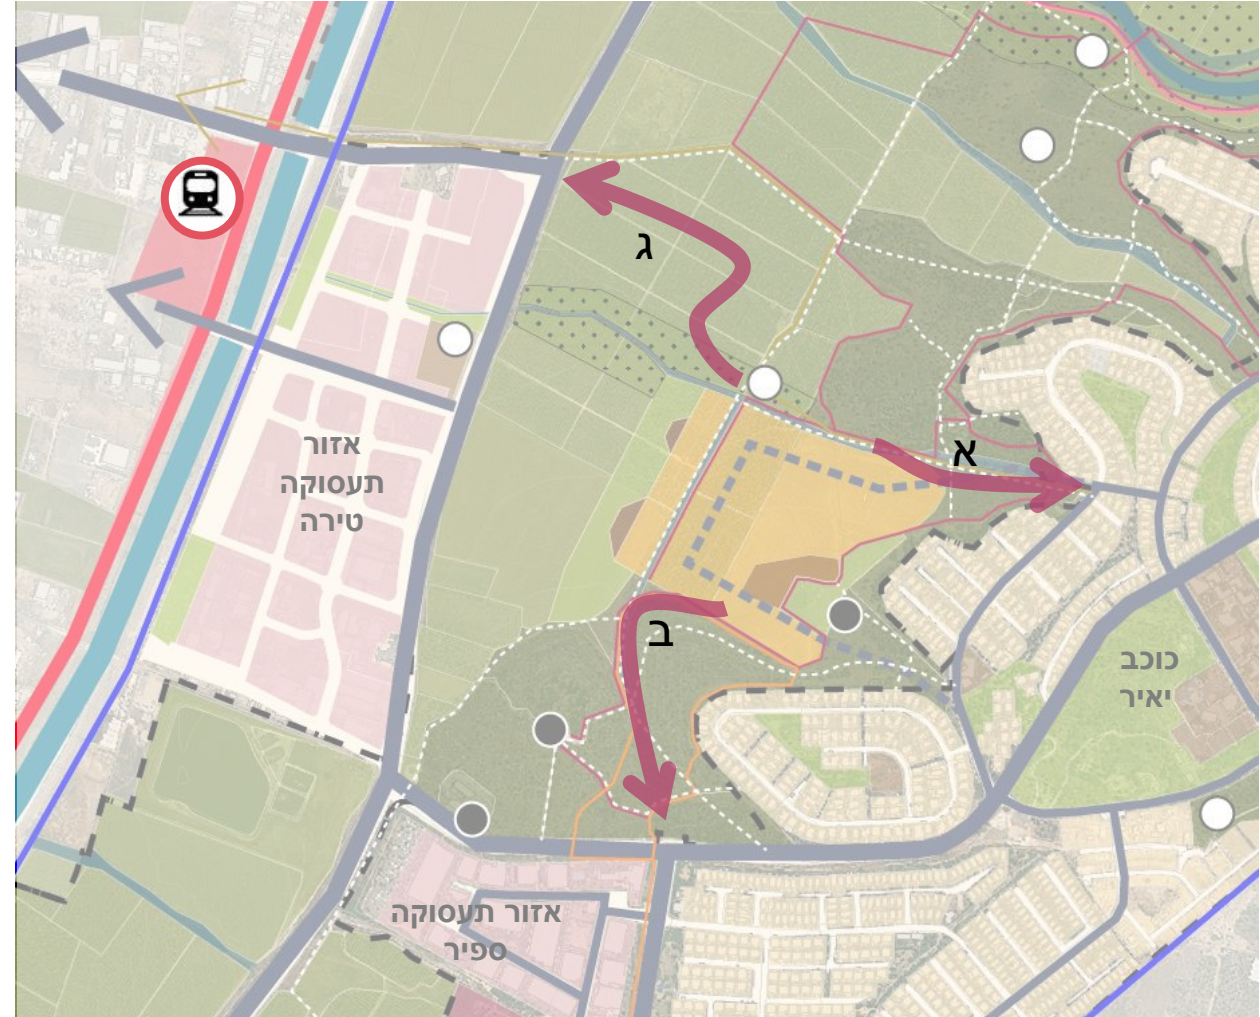 ג
א
אזור
תעסוקה
טירה
ב
כוכב
יאיר
אזור תעסוקה
ספיר